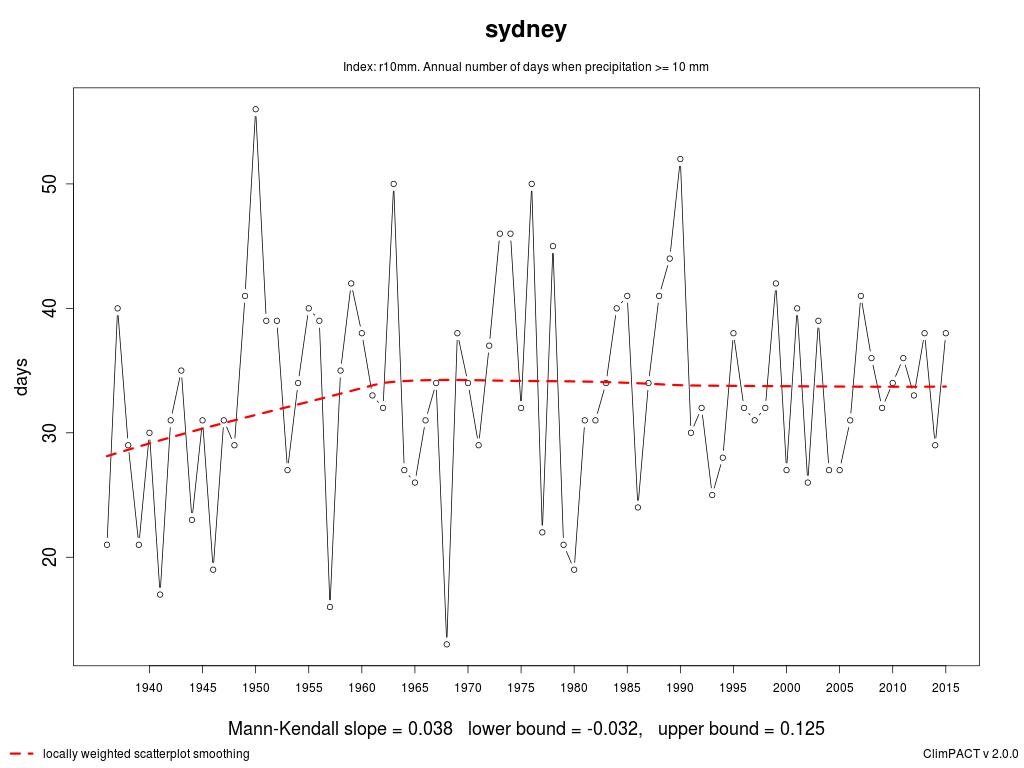 sydney
Index: r10mm. Annual number of days when precipitation >= 10 mm
days
50
40
30
20
1940 1945 1950 1955 1960 1965 1970 1975 1980 1985 1990 1995 2000 2005 2010 2015
Mann-Kendall slope = 0.038 lower bound = -0.032, upper bound = 0.125
locally weighted scatterplot smoothing
ClimPACT v 2.0.0